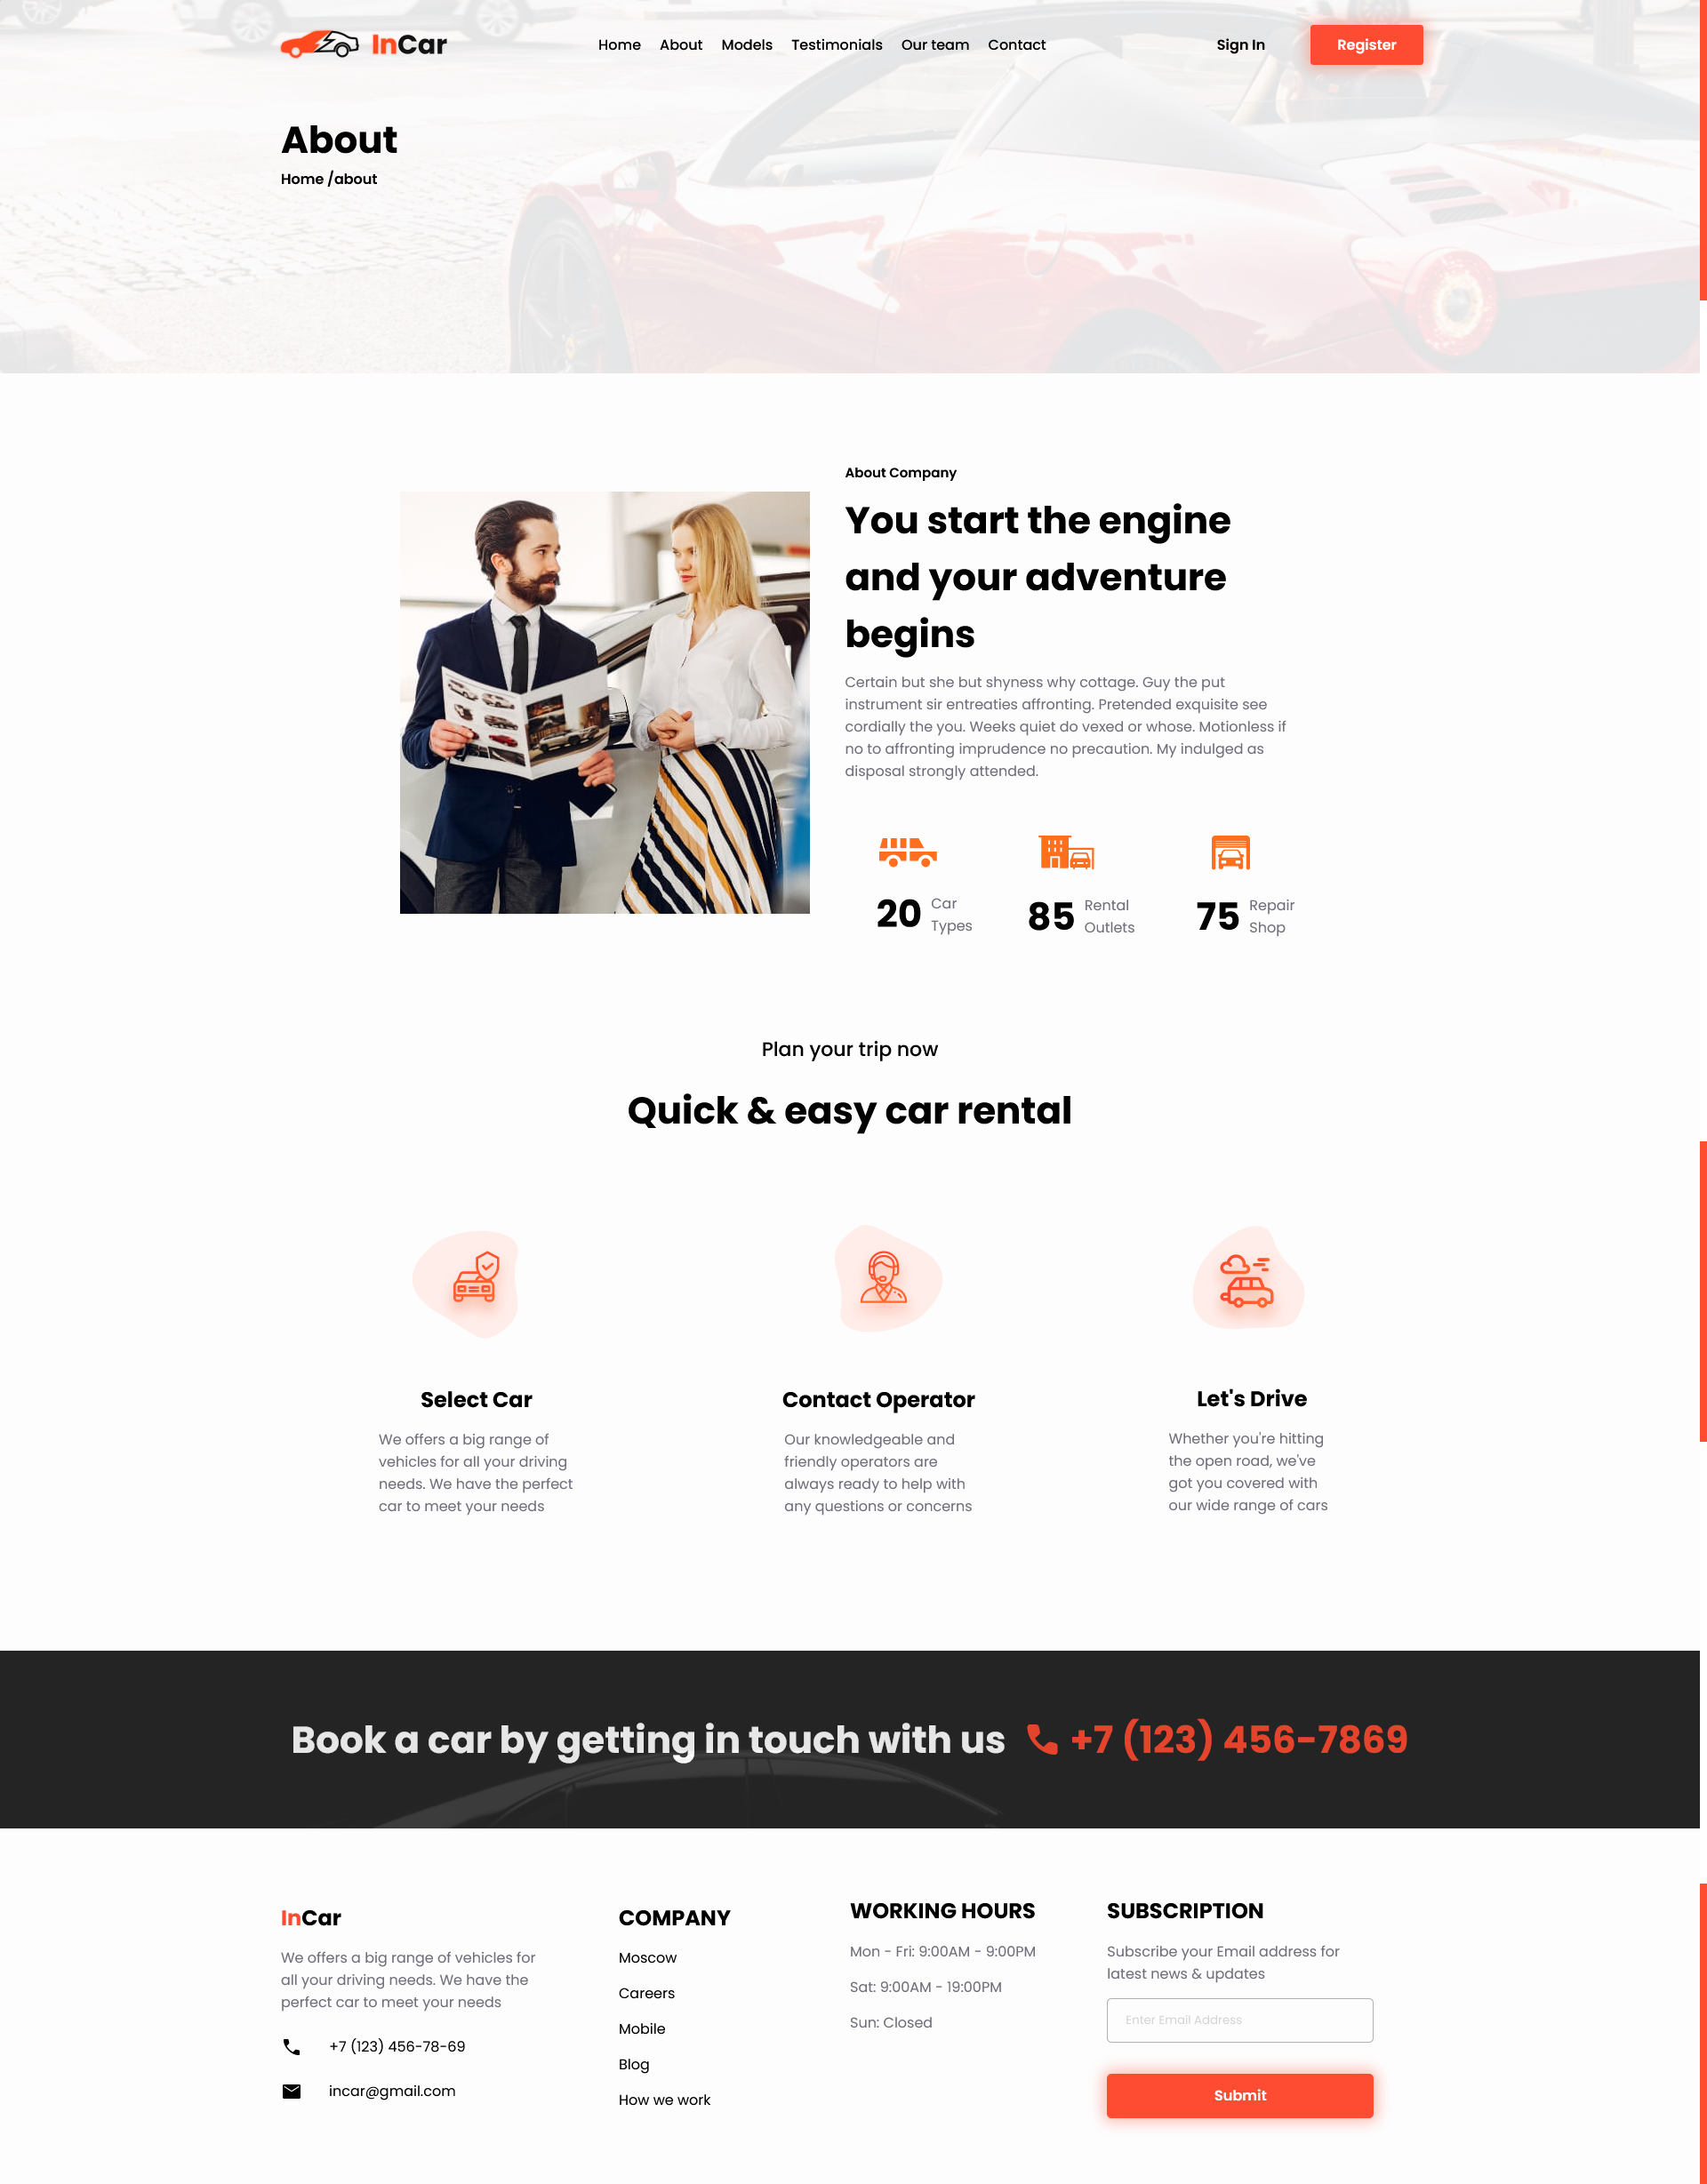 InCar
Home About Models Testimonials Our team Contact
Sign In
Register
About
Home /about
About Company
You start the engine
and your adventure
begins
Certain but she but shyness why cottage. Guy the put
instrument sir entreaties affronting. Pretended exquisite see
cordially the you. Weeks quiet do vexed or whose. Motionless if
no to affronting imprudence no precaution. My indulged as
disposal strongly attended.
20 Car
Types
85 Rental
Outlets
75 Repair
Shop
Plan your trip now
Quick & easy car rental
Select Car
We offers a big range of
vehicles for all your driving
needs. We have the perfect
car to meet your needs
Contact Operator
Our knowledgeable and
friendly operators are
always ready to help with
any questions or concerns
Let's Drive
Whether you're hitting
the open road, we've
got you covered with
our wide range of cars
Book a car by getting in touch with us +7 (123) 456-7869
InCar
We offers a big range of vehicles for
all your driving needs. We have the
perfect car to meet your needs
+7 (123) 456-78-69
incar@gmail.com
COMPANY
Moscow
Careers
Mobile
Blog
How we work
WORKING HOURS
Mon - Fri: 9:00AM - 9:00PM
Sat: 9:00AM - 19:00PM
Sun: Closed
SUBSCRIPTION
Subscribe your Email address for
latest news & updates
Enter Email Address
Submit